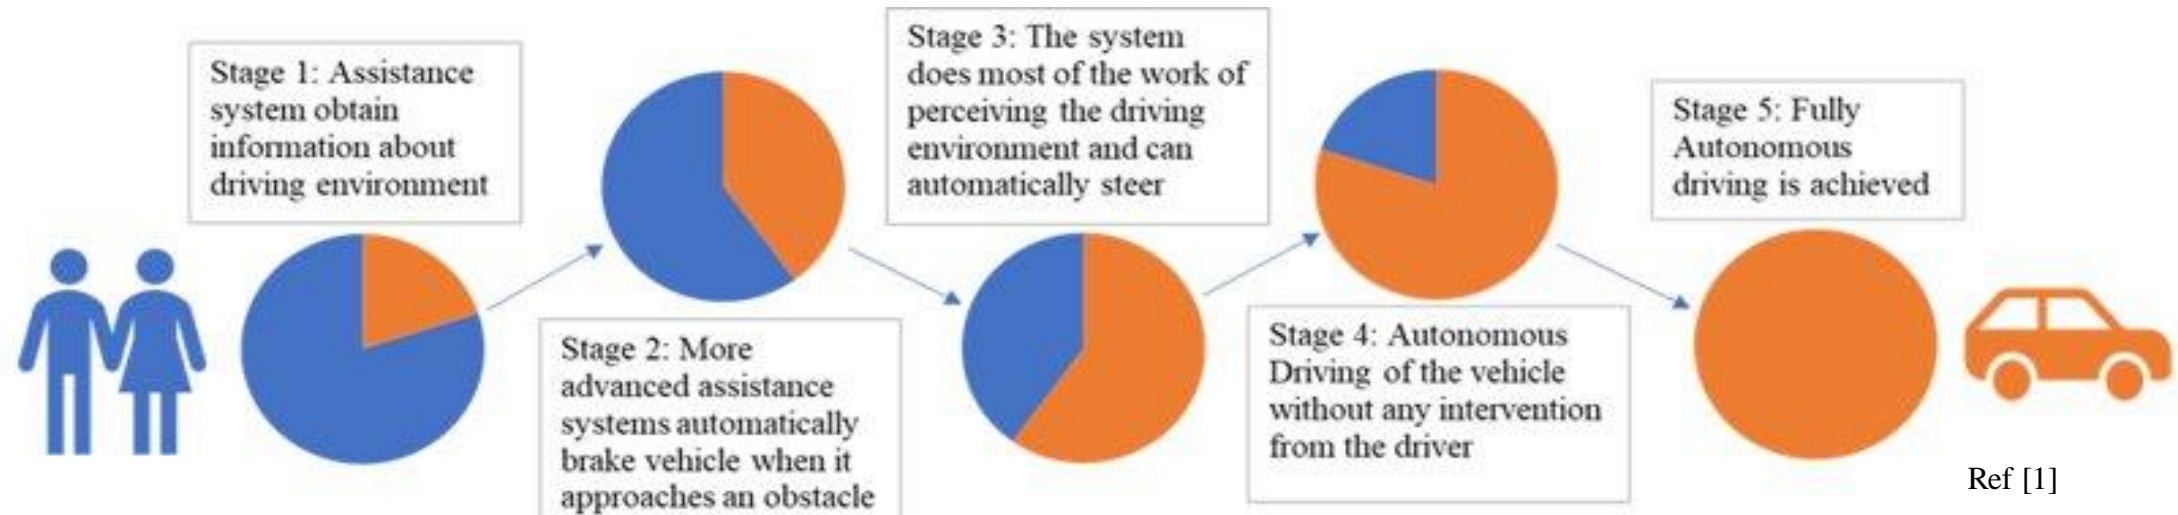 Stage 1: Assistance
system obtain
information about
driving environment
Stage 2: More
advanced assistance
systems automatically
brake vehicle when it
approaches an obstacle
Stage 3: The system
does most of the work of
perceiving the driving
environment and can
automatically steer
Stage 4: Autonomous
Driving of the vehicle
without any intervention
from the driver
Stage 5: Fully
Autonomous
driving is achieved
Ref [1]